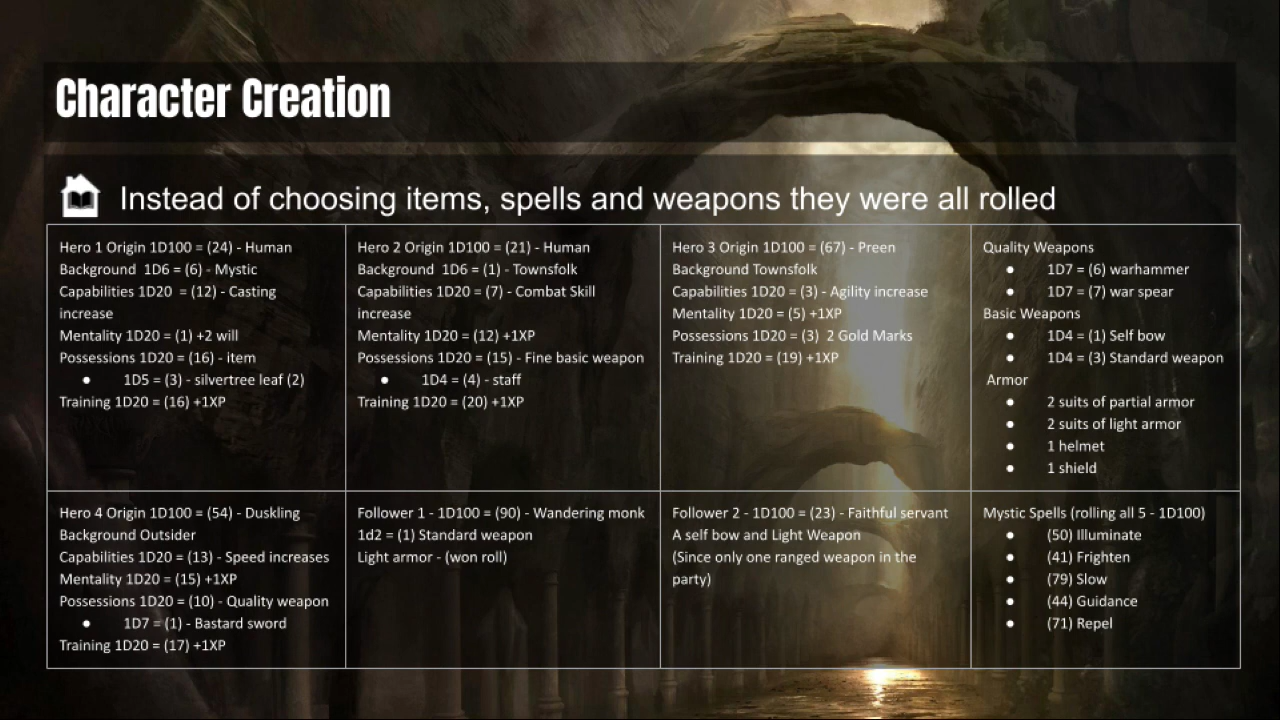 Character Creation
Instead of choosing items, spells and weapons they were all rolled
Hero 1 Origin 1D100 = (24) - Human
Background  1D6 = (6) - Mystic
Capabilities 1D20  = (12) - Casting
increase
Mentality 1D20 = (1) +2 will
Possessions 1D20 = (16) - item
● 1D5 = (3) - silvertree leaf (2)
Training 1D20 = (16) +1XP
Hero 2 Origin 1D100 = (21) - Human
Background  1D6 = (1) - Townsfolk
Capabilities 1D20 = (7) - Combat Skill
increase
Mentality 1D20 = (12) +1XP
Possessions 1D20 = (15) - Fine basic weapon
● 1D4 = (4) - staff
Training 1D20 = (20) +1XP
Hero 3 Origin 1D100 = (67) - Preen
Background Townsfolk
Capabilities 1D20 = (3) - Agility increase
Mentality 1D20 = (5) +1XP
Possessions 1D20 = (3)  2 Gold Marks
Training 1D20 = (19) +1XP
Quality Weapons
● 1D7 = (6) warhammer
● 1D7 = (7) war spear
Basic Weapons
● 1D4 = (1) Self bow
● 1D4 = (3) Standard weapon
Armor
● 2 suits of partial armor
● 2 suits of light armor
● 1 helmet
● 1 shield
Hero 4 Origin 1D100 = (54) - Duskling
Background Outsider
Capabilities 1D20 = (13) - Speed increases
Mentality 1D20 = (15) +1XP
Possessions 1D20 = (10) - Quality weapon
● 1D7 = (1) - Bastard sword
Training 1D20 = (17) +1XP
Follower 1 - 1D100 = (90) - Wandering monk
1d2 = (1) Standard weapon
Light armor - (won roll)
Follower 2 - 1D100 = (23) - Faithful servant
A self bow and Light Weapon
(Since only one ranged weapon in the
party)
Mystic Spells (rolling all 5 - 1D100)
● (50) Illuminate
● (41) Frighten
● (79) Slow
● (44) Guidance
● (71) Repel